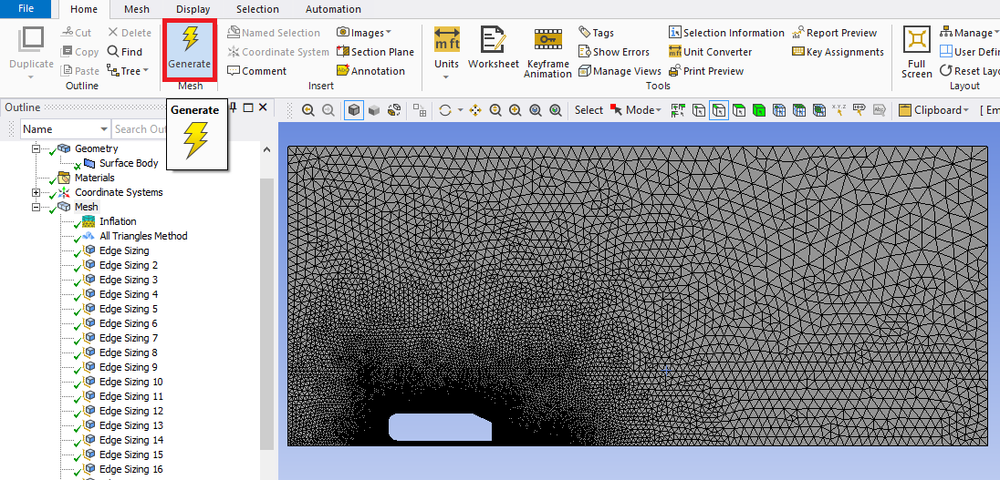 File Home Mesh Display Selection Automation
Cut Delete Named Selection Images Tags Selection Information Report Preview Manage
Copy Find Coordinate System Section Plane Show Errors Unit Converter Key Assignments User Defin
Duplicate Paste Tree Generate Comment Annotation Units Worksheet Keyframe Animation Manage Views Print Preview Full Screen Reset Layo
Outline Mesh Insert Tools Layout
Outline Generate Select Mode Clipboard [ Em
Name Search Out
Geometry
Surface Body
Materials
Coordinate Systems
Mesh
Inflation
All Triangles Method
Edge Sizing
Edge Sizing 2
Edge Sizing 3
Edge Sizing 4
Edge Sizing 5
Edge Sizing 6
Edge Sizing 7
Edge Sizing 8
Edge Sizing 9
Edge Sizing 10
Edge Sizing 11
Edge Sizing 12
Edge Sizing 13
Edge Sizing 14
Edge Sizing 15
Edge Sizing 16